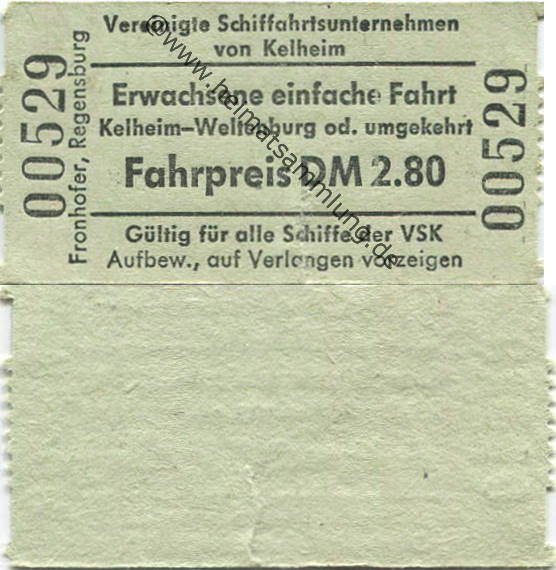 Vereinigte Schiffahrtsunternehmen
von Kelheim
Erwachsene einfache Fahrt
Kelheim-Weltenburg od. umgekehrt
Fahrpreis DM 2.80
Gültig für alle Schiffe der VSK
Aufbew., auf Verlangen vorzeigen
00529
Fronhofer, Regensburg
00529
©www.heimatsammlung.de